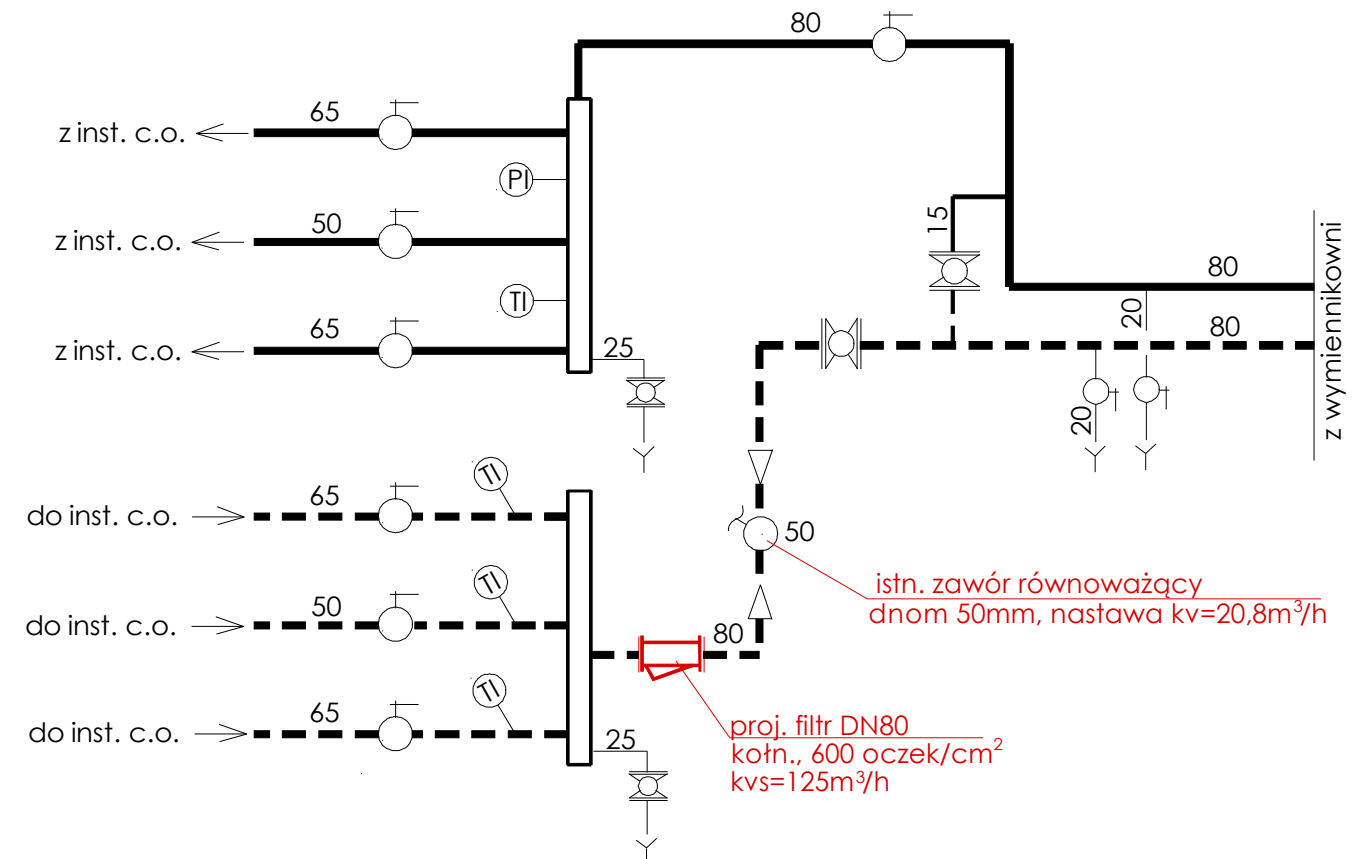 80
65
z inst. c.o.
PI
50
z inst. c.o.
15
TI
80
65
20
80
z inst. c.o.
25
z wymiennikowni
20
TI
65
do inst. c.o.
50
TI
istn. zawór równoważący
dnom 50mm, nastawa kv=20,8m³/h
50
do inst. c.o.
80
TI
65
do inst. c.o.
25
proj. filtr DN80
kołn., 600 oczek/cm²
kvs=125m³/h